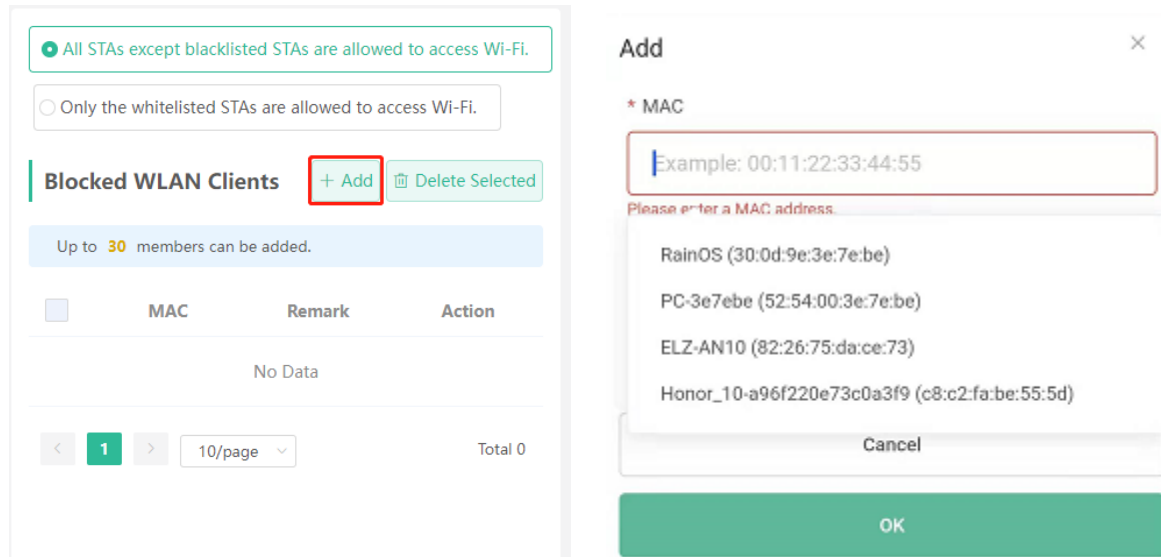 All STAs except blacklisted STAs are allowed to access Wi-Fi.
Only the whitelisted STAs are allowed to access Wi-Fi.
Blocked WLAN Clients
+ Add
Delete Selected
Up to 30 members can be added.
MAC Remark Action
No Data
< 1 > 10/page
Total 0
Add
* MAC
Example: 00:11:22:33:44:55
Please enter a MAC address.
RainOS (30:0d:9e:3e:7e:be)
PC-3e7ebe (52:54:00:3e:7e:be)
ELZ-AN10 (82:26:75:da:ce:73)
Honor_10-a96f220e73c0a3f9 (c8:c2:fa:be:55:5d)
Cancel
OK